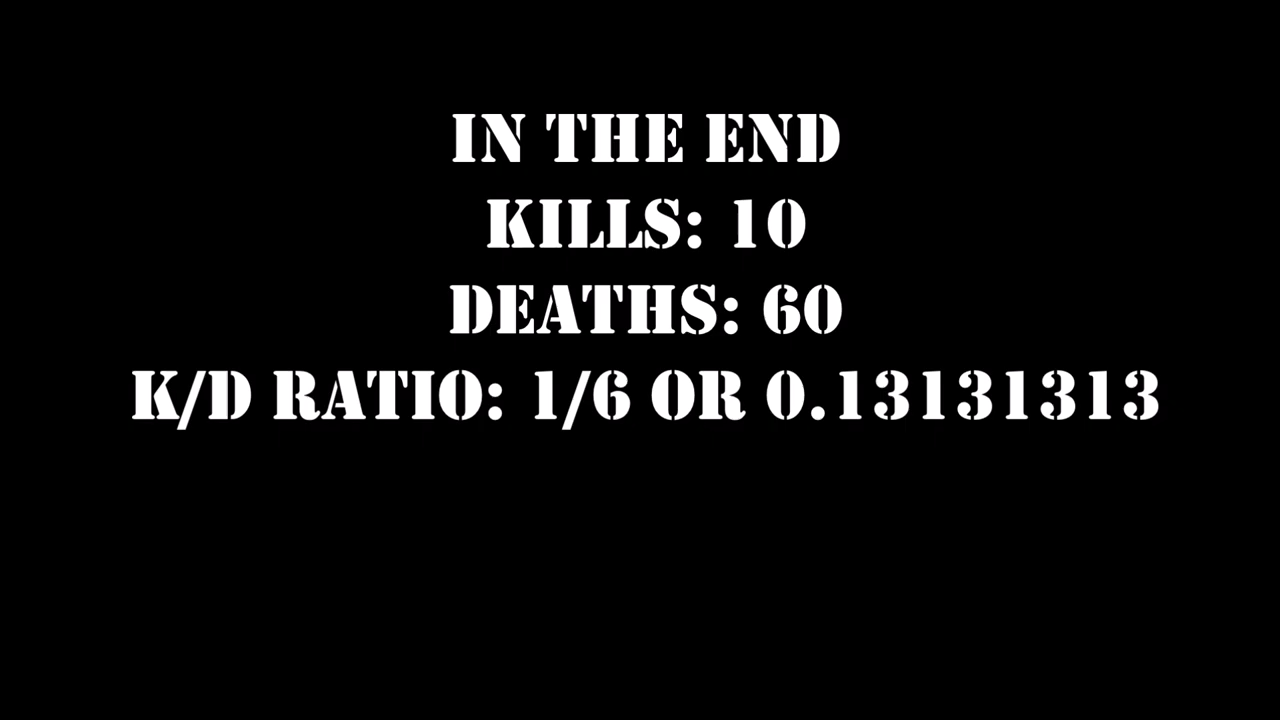 IN THE END
KILLS: 10
DEATHS: 60
K/D RATIO: 1/6 OR 0.13131313